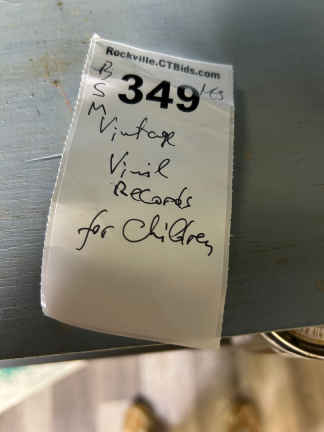 Rockville.CTBids.com
B
349
S
M
Vintage
Vinil
Records
for Children